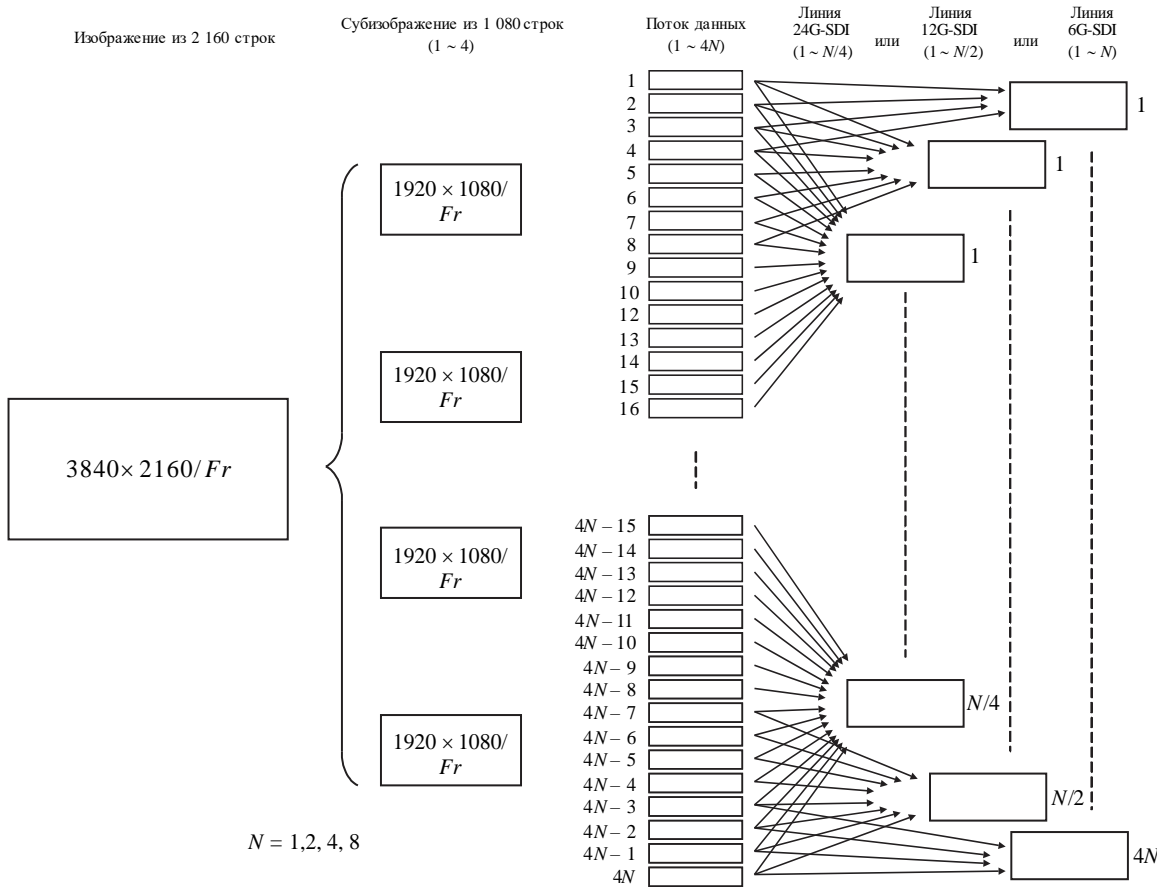 Изображение из 2 160 строк
Субизображение из 1 080 строк
(1 ~ 4)
Поток данных
(1 ~ 4N)
Линия
24G-SDI
(1 ~ N/4)
или
Линия
12G-SDI
(1 ~ N/2)
или
Линия
6G-SDI
(1 ~ N)
3840× 2160/ Fr
1920 × 1080/
Fr
1920 × 1080/
Fr
1920 × 1080/
Fr
1920 × 1080/
Fr
N = 1,2, 4, 8
1
2
3
4
5
6
7
8
9
10
12
13
14
15
16
4N – 15
4N – 14
4N – 13
4N – 12
4N – 11
4N – 10
4N – 9
4N – 8
4N – 7
4N – 6
4N – 5
4N – 4
4N – 3
4N – 2
4N – 1
4N
1
1
1
N/4
N/2
4N